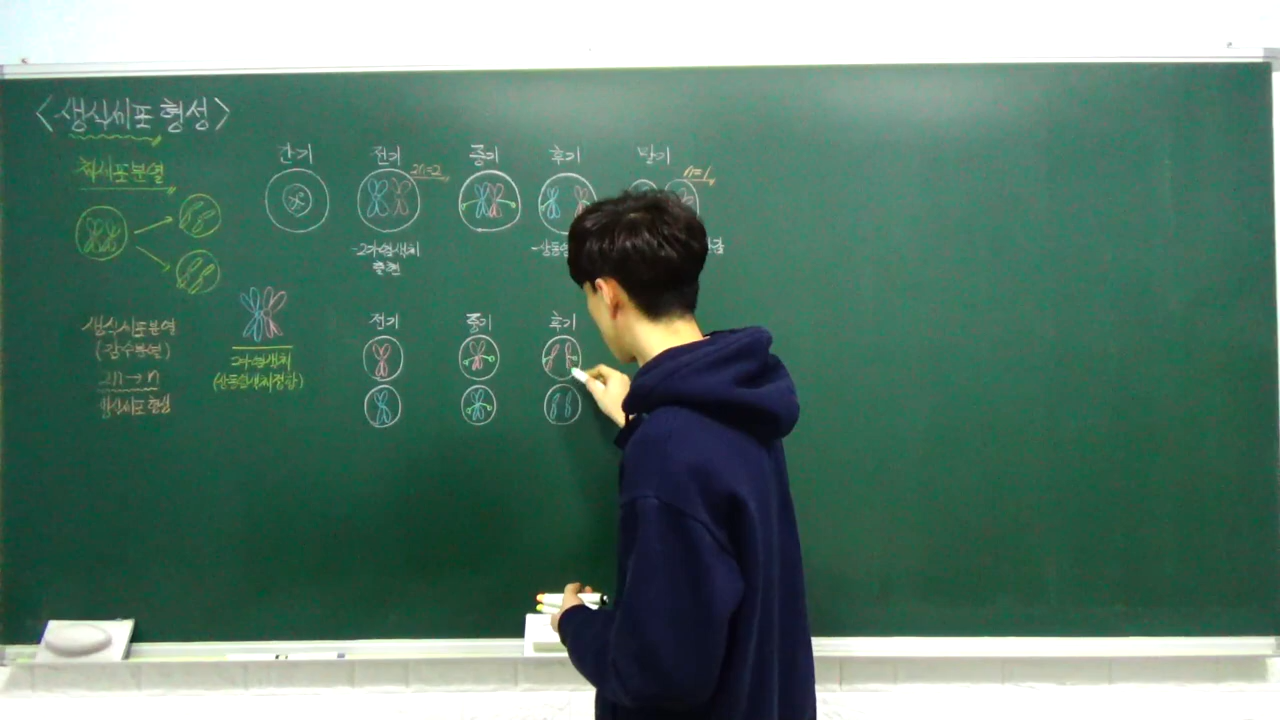 <생식세포 형성>
체세포분열
간기 전기 중기 후기 말기
2n=2
n=1
-2가염색체
출현
-상동염
생식세포분열
(감수분열)
2n→n
딸세포 형성
2가염색체
(상동염색체 접합)
전기 중기 후기